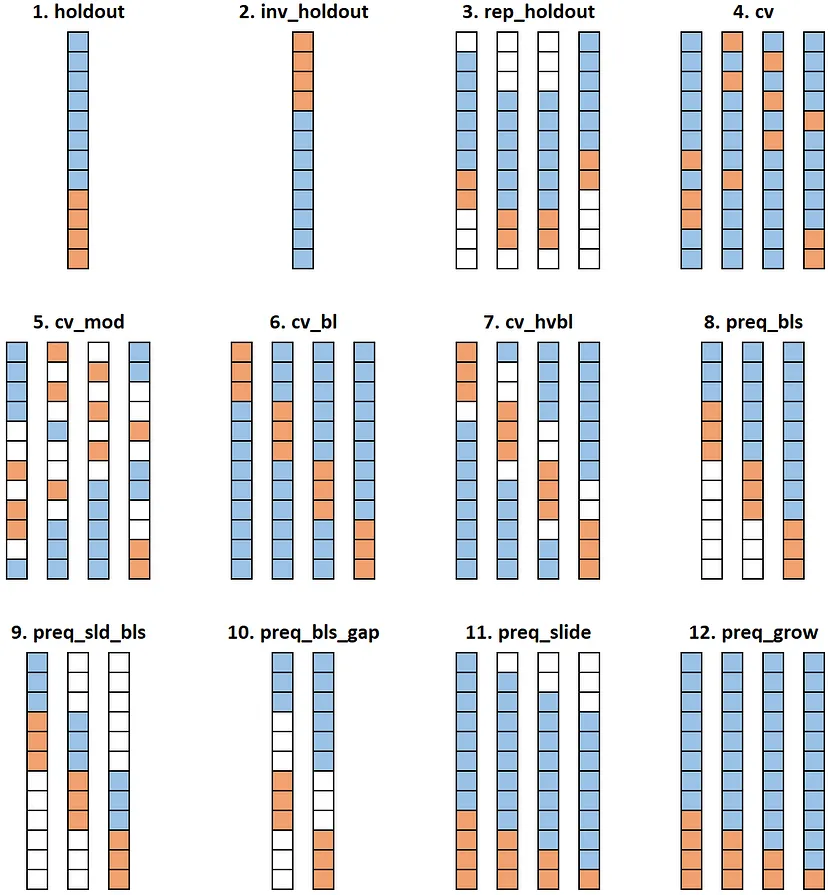 1. holdout
2. inv_holdout
3. rep_holdout
4. cv
5. cv_mod
6. cv_bl
7. cv_hvbl
8. preq_bls
9. preq_sld_bls
10. preq_bls_gap
11. preq_slide
12. preq_grow